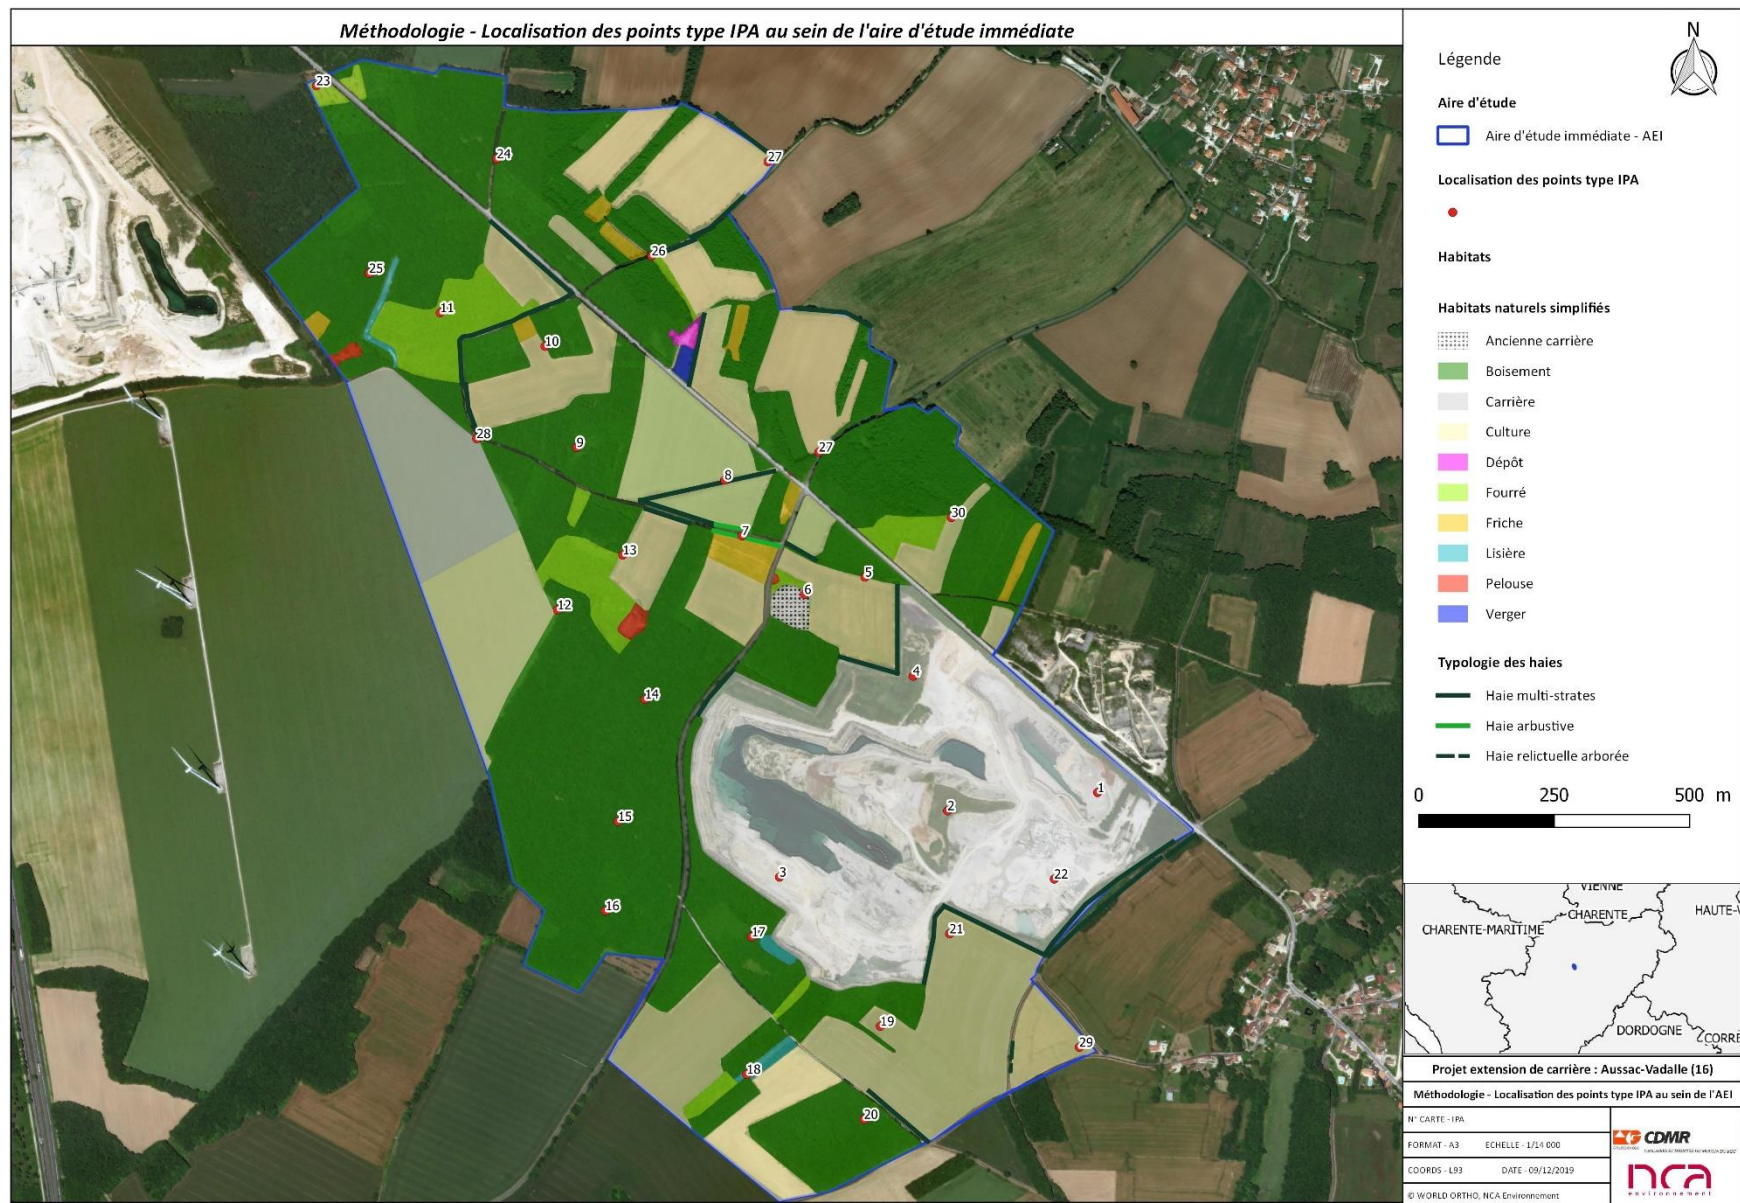 Méthodologie - Localisation des points type IPA au sein de l'aire d'étude immédiate
23
24
27
26
25
11
10
28
9
27
8
30
7
13
5
6
12
4
14
1
2
15
3
22
16
17
21
19
29
18
20
N
Légende
Aire d'étude
Aire d'étude immédiate - AEI
Localisation des points type IPA
Habitats
Habitats naturels simplifiés
Ancienne carrière
Boisement
Carrière
Culture
Dépôt
Fourré
Friche
Lisière
Pelouse
Verger
Typologie des haies
Haie multi-strates
Haie arbustive
Haie relictuelle arborée
0 250 500 m
VIENNE
CHARENTE
HAUTE-V
CHARENTE-MARITIME
DORDOGNE
CORRÈ
Projet extension de carrière : Aussac-Vadalle (16)
Méthodologie - Localisation des points type IPA au sein de l'AEI
N° CARTE - IPA
FORMAT - A3 ECHELLE - 1/14 000
COORDS - L93 DATE - 09/12/2019
© WORLD ORTHO, NCA Environnement
CDMR
nca
environnement